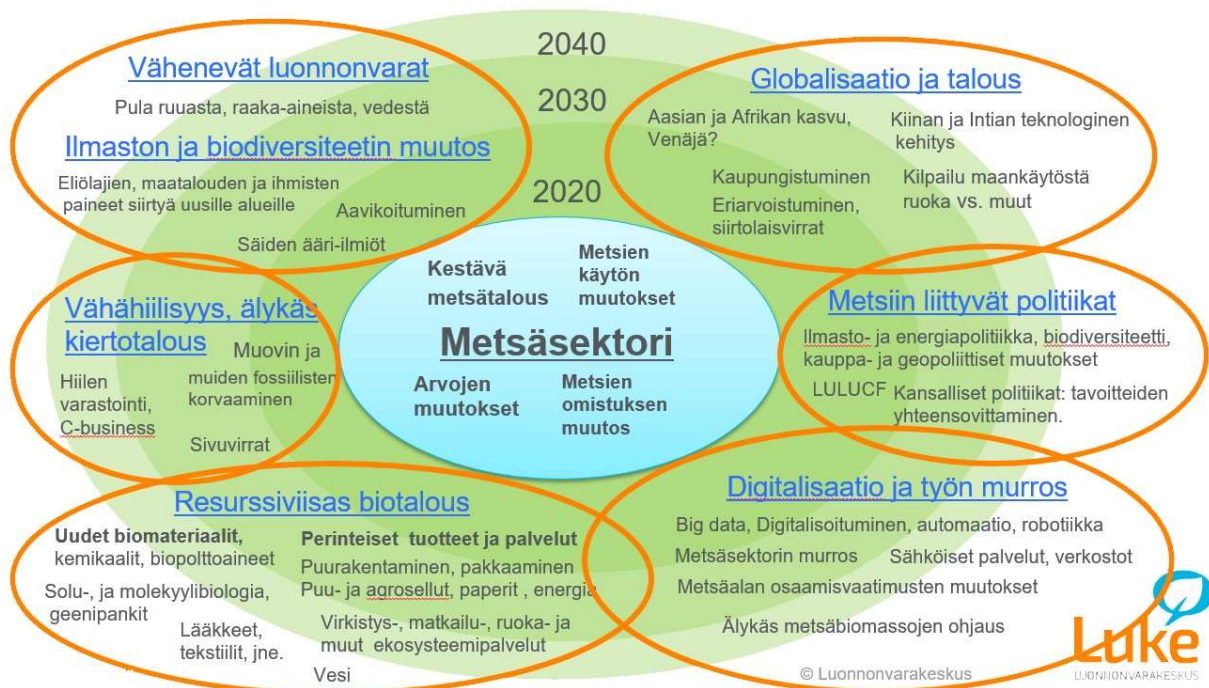 2040
2030
2020
Vähenevät luonnonvarat
Pula ruuasta, raaka-aineista, vedestä
Ilmaston ja biodiversiteetin muutos
Eliölajien, maatalouden ja ihmisten
paineet siirtyä uusille alueille
Aavikoituminen
Säiden ääri-ilmiöt
Globalisaatio ja talous
Aasian ja Afrikan kasvu,
Venäjä?
Kiinan ja Intian teknologinen
kehitys
Kaupungistuminen
Eriarvoistuminen,
siirtolaisvirrat
Kilpailu maankäytöstä
ruoka vs. muut
Kestävä
metsätalous
Metsien
käytön
muutokset
Metsäsektori
Arvojen
muutokset
Metsien
omistuksen
muutos
Vähähiilisyys, älykäs
kiertotalous
Muovin ja
muiden fossiilisten
korvaaminen
Hiilen
varastointi,
C-business
Sivuvirrat
Metsiin liittyvät politiikat
Ilmasto- ja energiapolitiikka, biodiversiteetti,
kauppa- ja geopoliittiset muutokset
LULUCF
Kansalliset politiikat: tavoitteiden
yhteensovittaminen.
Resurssiviisas biotalous
Uudet biomateriaalit,
kemikaalit, biopolttoaineet
Solu-, ja molekyylibiologia,
geenipankit
Lääkkeet,
tekstiilit, jne.
Perinteiset tuotteet ja palvelut
Puurakentaminen, pakkaaminen
Puu- ja agrosellut, paperit , energia
Virkistys-, matkailu-, ruoka- ja
muut ekosysteemipalvelut
Vesi
Digitalisaatio ja työn murros
Big data, Digitalisoituminen, automaatio, robotiikka
Metsäsektorin murros
Sähköiset palvelut, verkostot
Metsäalan osaamisvaatimusten muutokset
Älykäs metsäbiomassojen ohjaus
© Luonnonvarakeskus
Luke
LUONNONVARAKESKUS